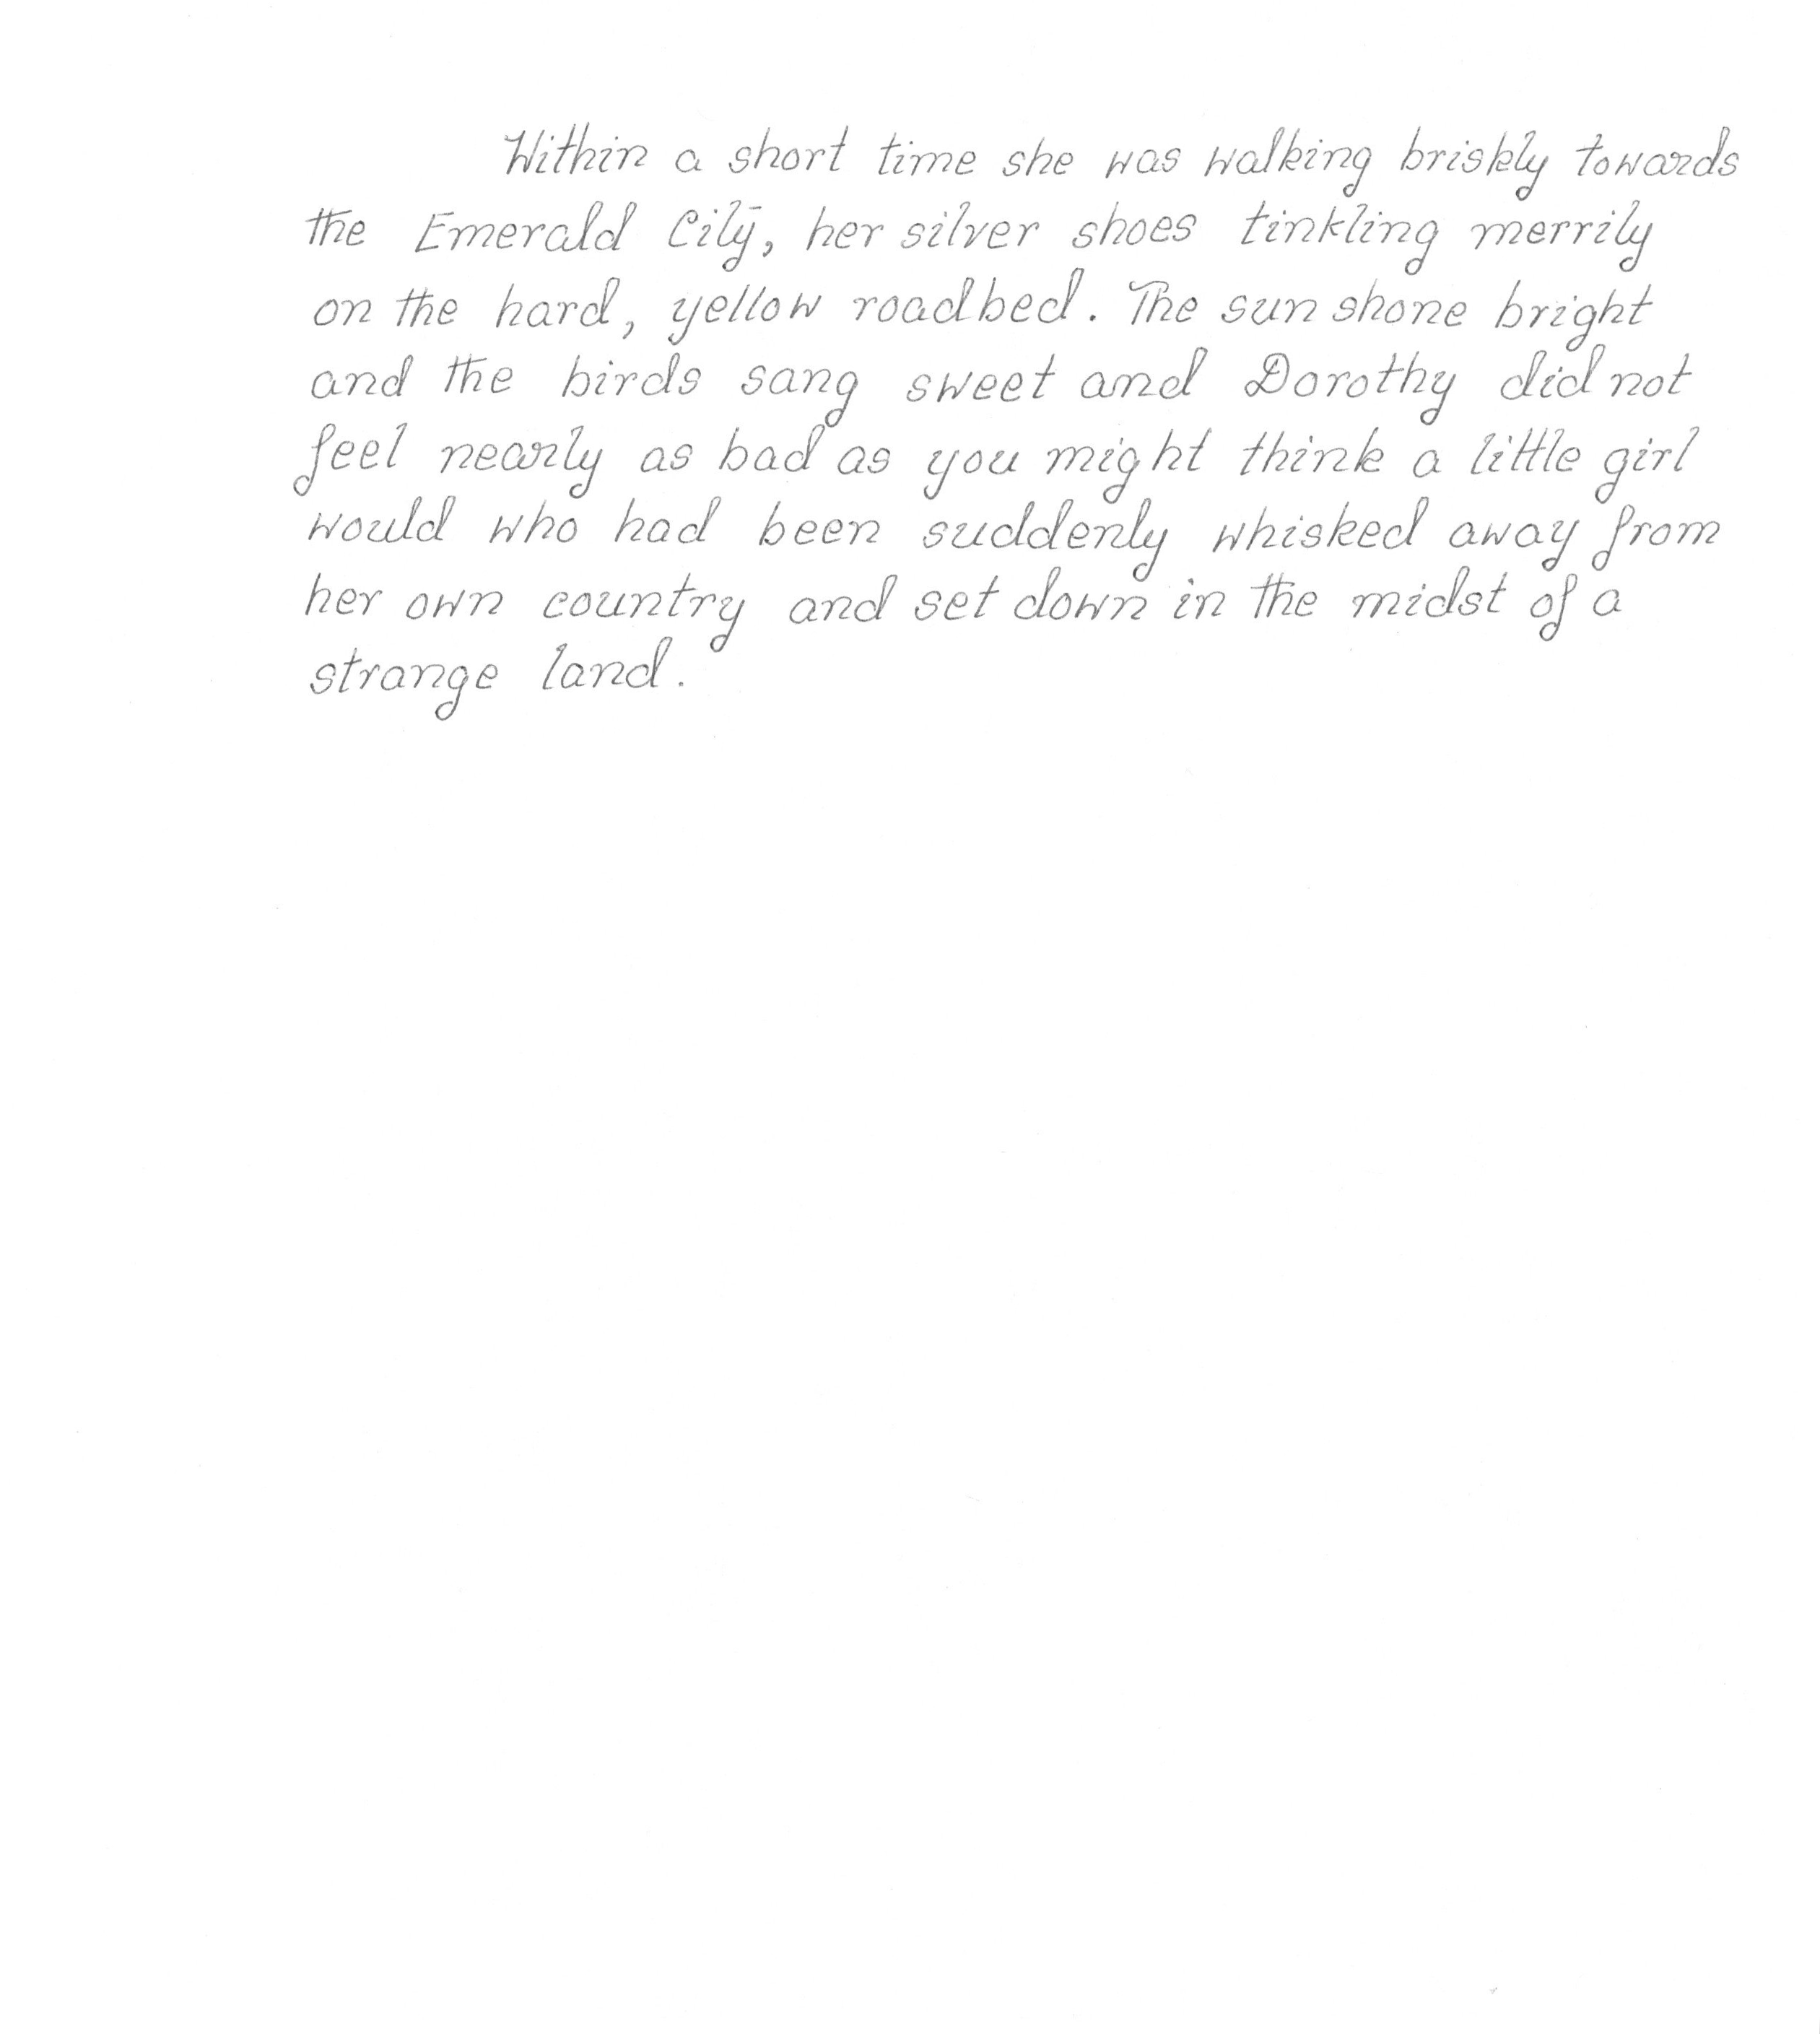 Within a short time she was walking briskly towards
the Emerald City, her silver shoes tinkling merrily
on the hard, yellow roadbed. The sun shone bright
and the birds sang sweet and Dorothy did not
feel nearly as bad as you might think a little girl
would who had been suddenly whisked away from
her own country and set down in the midst of a
strange land.